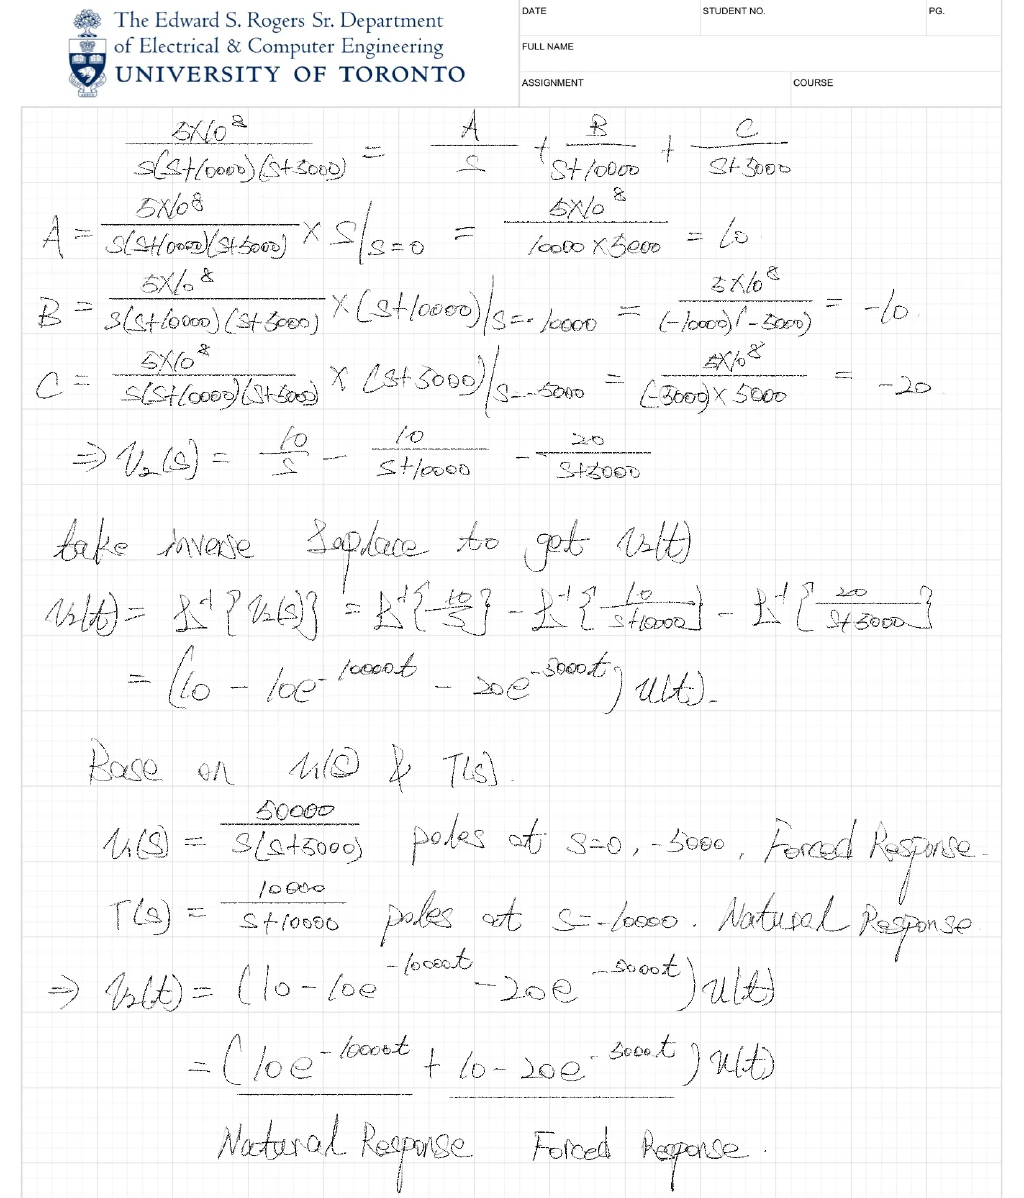 The Edward S. Rogers Sr. Department
of Electrical & Computer Engineering
UNIVERSITY OF TORONTO
DATE STUDENT NO. PG.
FULL NAME
ASSIGNMENT COURSE
5×10^8 / (s(s+10000)(s+5000)) = A/s + B/(s+10000) + C/(s+5000)
A = 5×10^8 / (s(s+10000)(s+5000)) × s |s=0 = 5×10^8 / (10000×5000) = 10
B = 5×10^8 / (s(s+10000)(s+5000)) × (s+10000) |s=-10000 = 5×10^8 / ((-10000)(-5000)) = -10.
C = 5×10^8 / (s(s+10000)(s+5000)) × (s+5000) |s=-5000 = 5×10^8 / ((-5000)×5000) = -20
⇒ V2(s) = 10/s - 10/(s+10000) - 20/(s+5000)
take inverse Laplace to get V2(t)
V2(t) = L^-1{V2(s)} = L^-1{10/s} - L^-1{10/(s+10000)} - L^-1{20/(s+5000)}
= (10 - 10e^-10000t - 20e^-5000t) u(t).
Base on V1(s) & T(s).
V1(s) = 50000 / (s(s+5000)) poles at s=0, -5000, Forced Response.
T(s) = 10000 / (s+10000) poles at s=-10000. Natural Response
⇒ V2(t) = (10 - 10e^-10000t - 20e^-5000t) u(t)
= (10e^-10000t + 10 - 20e^-5000t) u(t)
Natural Response Forced Response.